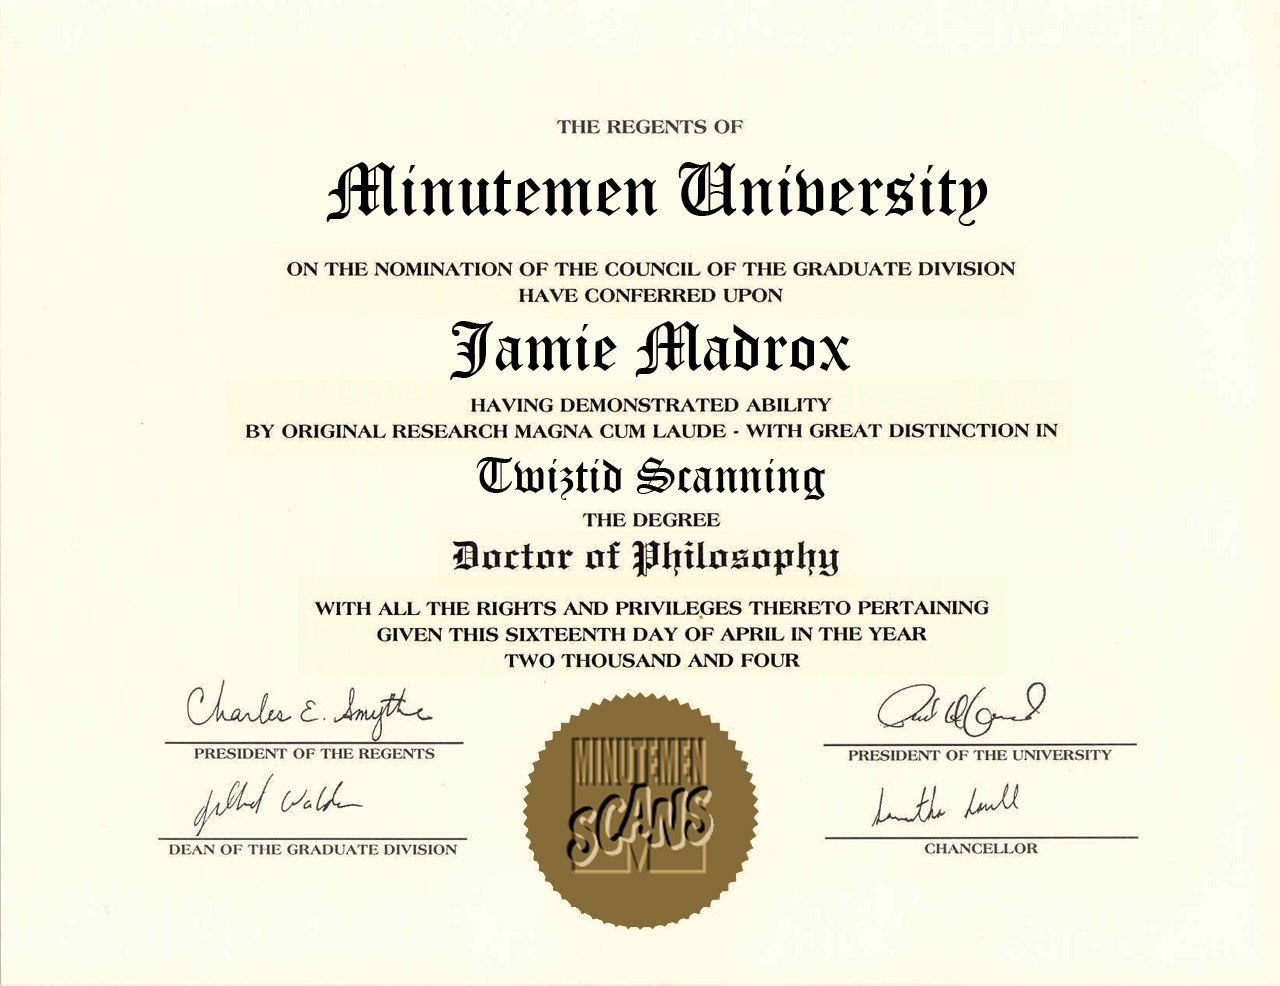 THE REGENTS OF
Minutemen University
ON THE NOMINATION OF THE COUNCIL OF THE GRADUATE DIVISION
HAVE CONFERRED UPON
Jamie Madrox
HAVING DEMONSTRATED ABILITY
BY ORIGINAL RESEARCH MAGNA CUM LAUDE - WITH GREAT DISTINCTION IN
Twiztid Scanning
THE DEGREE
Doctor of Philosophy
WITH ALL THE RIGHTS AND PRIVILEGES THERETO PERTAINING
GIVEN THIS SIXTEENTH DAY OF APRIL IN THE YEAR
TWO THOUSAND AND FOUR
Charles E. Smythe
PRESIDENT OF THE REGENTS
PRESIDENT OF THE UNIVERSITY
Walden
DEAN OF THE GRADUATE DIVISION
CHANCELLOR
MINUTEMEN
SCANS